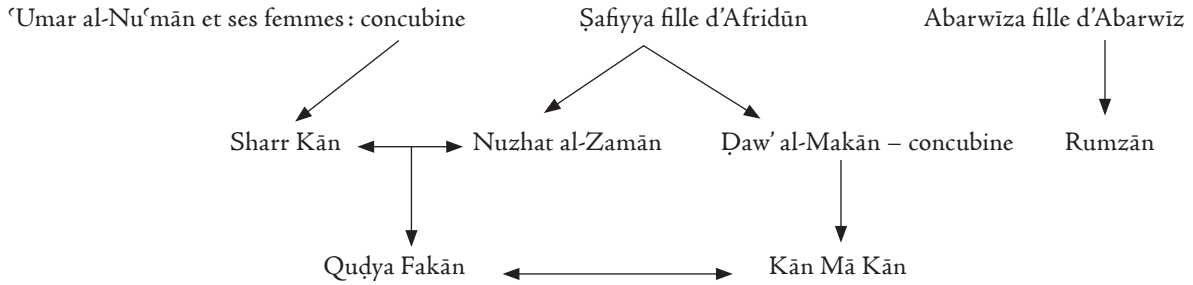 ʿUmar al-Nuʿmān et ses femmes : concubine Ṣafiyya fille d’Afridūn Abarwīza fille d’Abarwīz
Sharr Kān Nuzhat al-Zamān Ḍaw’ al-Makān – concubine Rumzān
Quḍya Fakān Kān Mā Kān